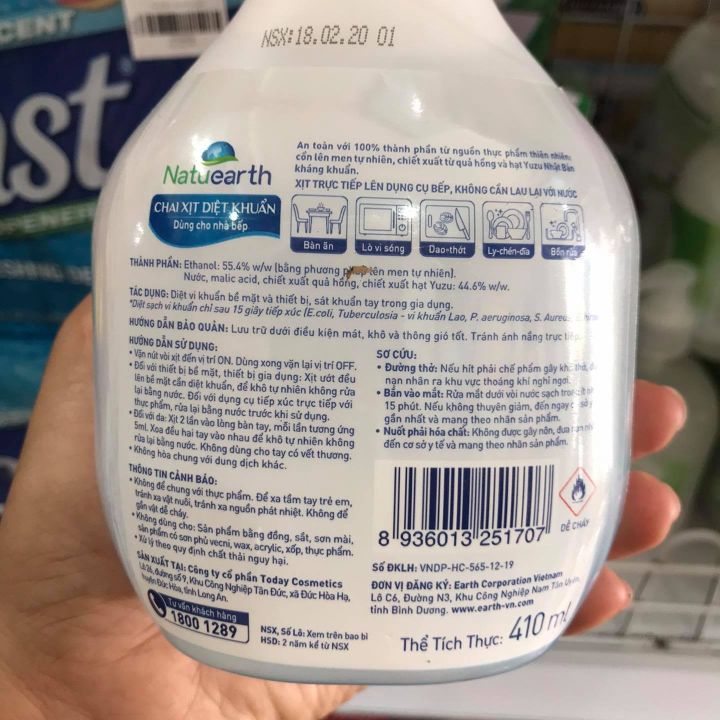 CENT
NSX:18.02.20 01
Natuearth
CHAI XỊT DIỆT KHUẨN
Dùng cho nhà bếp
An toàn với 100% thành phần từ nguồn thực phẩm thiên nhiên:
cồn lên men tự nhiên, chiết xuất từ quả hồng và hạt Yuzu Nhật Bản
kháng khuẩn.
XỊT TRỰC TIẾP LÊN DỤNG CỤ BẾP, KHÔNG CẦN LAU LẠI VỚI NƯỚC
Bàn ăn
Lò vi sóng
Dao-thớt
Ly-chén-đĩa
Bồn rửa
THÀNH PHẦN: Ethanol: 55.4% w/w (bằng phương lên men tự nhiên).
Nước, malic acid, chiết xuất quả hồng, chiết xuất hạt Yuzu: 44.6% w/w.
TÁC DỤNG: Diệt vi khuẩn bề mặt và thiết bị, sát khuẩn tay trong gia dụng.
*Diệt sạch vi khuẩn chỉ sau 15 giây tiếp xúc (E.coli, Tuberculosia - vi khuẩn Lao, P. aeruginosa, S. Aureus,
HƯỚNG DẪN BẢO QUẢN: Lưu trữ dưới điều kiện mát, khô và thông gió tốt. Tránh ánh nắng trực tiếp.
HƯỚNG DẪN SỬ DỤNG:
• Vặn nút vòi xịt đến vị trí ON. Dùng xong vặn lại vị trí OFF.
• Đối với thiết bị bề mặt, thiết bị gia dụng: Xịt ướt đều
lên bề mặt cần diệt khuẩn, để khô tự nhiên không rửa
lại bằng nước. Đối với dụng cụ tiếp xúc trực tiếp với
thực phẩm, rửa lại bằng nước trước khi sử dụng.
• Đối với da: Xịt 2 lần vào lòng bàn tay, mỗi lần tương ứng
5ml. Xoa đều hai tay vào nhau để khô tự nhiên không
rửa lại bằng nước. Không dùng cho tay có vết thương.
• Không hòa chung với dung dịch khác.
THÔNG TIN CẢNH BÁO:
• Không để chung với thực phẩm. Để xa tầm tay trẻ em,
tránh xa vật nuôi, tránh xa nguồn phát nhiệt. Không để
gần vật dễ cháy.
• Không dùng cho: Sản phẩm bằng đồng, sắt, sơn mài,
sản phẩm có sơn phủ vecni, wax, acrylic, xốp, thực phẩm.
• Xử lý theo quy định chất thải nguy hại.
SẢN XUẤT TẠI: Công ty cổ phần Today Cosmetics
Lô 26, đường số 9, Khu Công Nghiệp Tân Đức, xã Đức Hòa Hạ,
huyện Đức Hòa, tỉnh Long An.
Tư vấn khách hàng
1800 1289
NSX, Số Lô: Xem trên bao bì
HSD: 2 năm kể từ NSX
SƠ CỨU:
• Đường thở: Nếu hít phải chế phẩm gây khó thở, đưa
nạn nhân ra khu vực thoáng khí nghỉ ngơi.
• Bắn vào mắt: Rửa mắt dưới vòi nước sạch trong ít nhất
15 phút. Nếu không thuyên giảm, đến ngay cơ sở y
gần nhất và mang theo nhãn sản phẩm.
• Nuốt phải hóa chất: Không được gây nôn, đưa nạn nhân
đến cơ sở y tế và mang theo nhãn sản phẩm.
8 936013 251707
DỄ CHÁY
Số ĐKLH: VNDP-HC-565-12-19
ĐƠN VỊ ĐĂNG KÝ: Earth Corporation Vietnam
Lô C6, Đường N3, Khu Công Nghiệp Nam Tân Uyên,
tỉnh Bình Dương. www.earth-vn.com
Thể Tích Thực: 410 mL